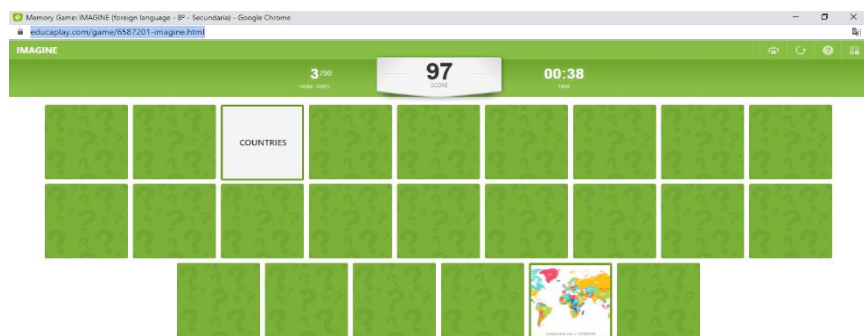 Memory Game: IMAGINE (foreign language - 8º - Secundaria) - Google Chrome
educaplay.com/game/6587201-imagine.html
IMAGINE
3/50
97
SCORE
00:38
TIME
COUNTRIES